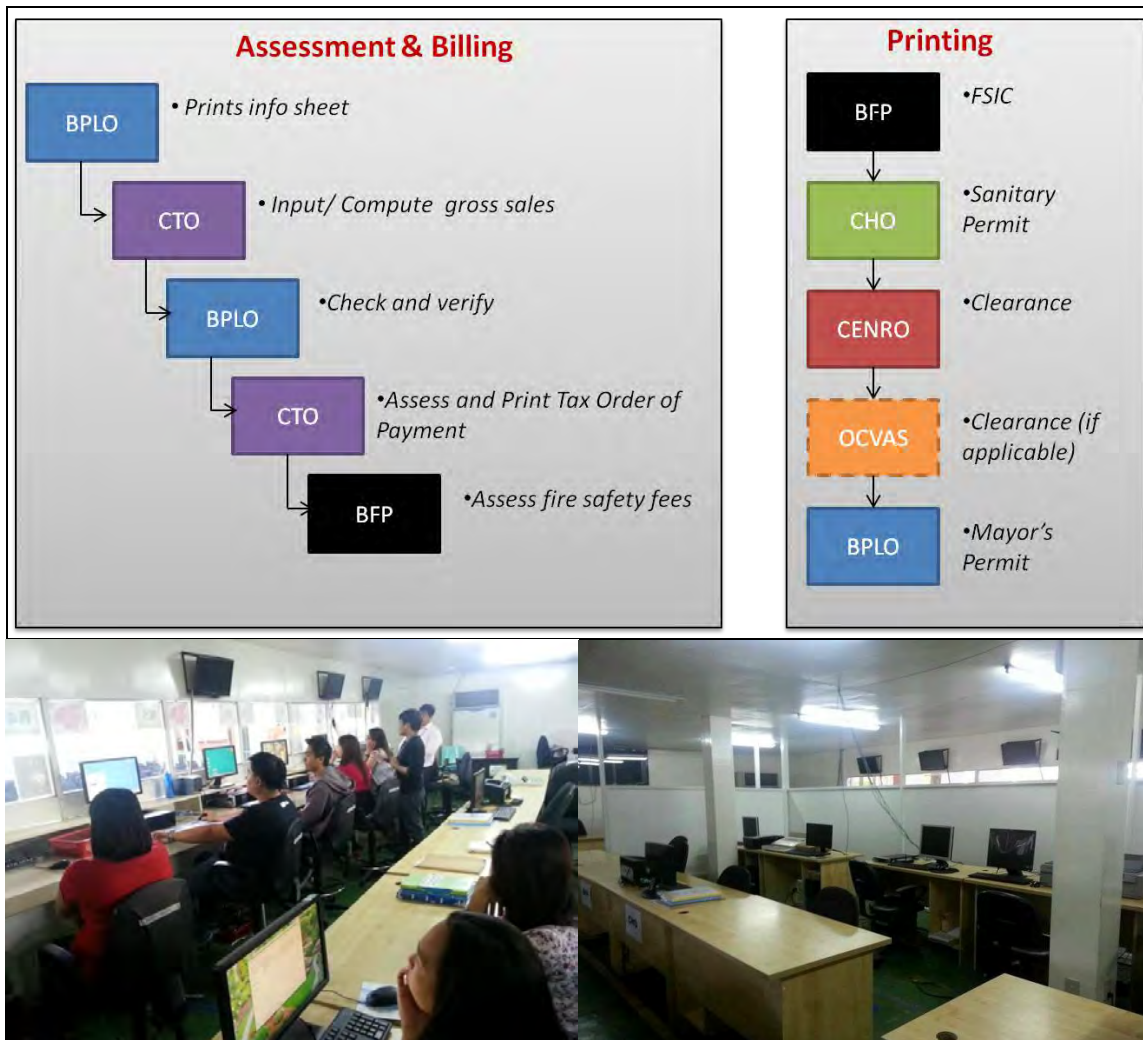 Assessment & Billing
BPLO
• Prints info sheet
CTO
• Input/ Compute gross sales
BPLO
•Check and verify
CTO
•Assess and Print Tax Order of
Payment
BFP
•Assess fire safety fees
Printing
BFP
•FSIC
CHO
•Sanitary
Permit
CENRO
•Clearance
OCVAS
•Clearance (if
applicable)
BPLO
•Mayor's
Permit